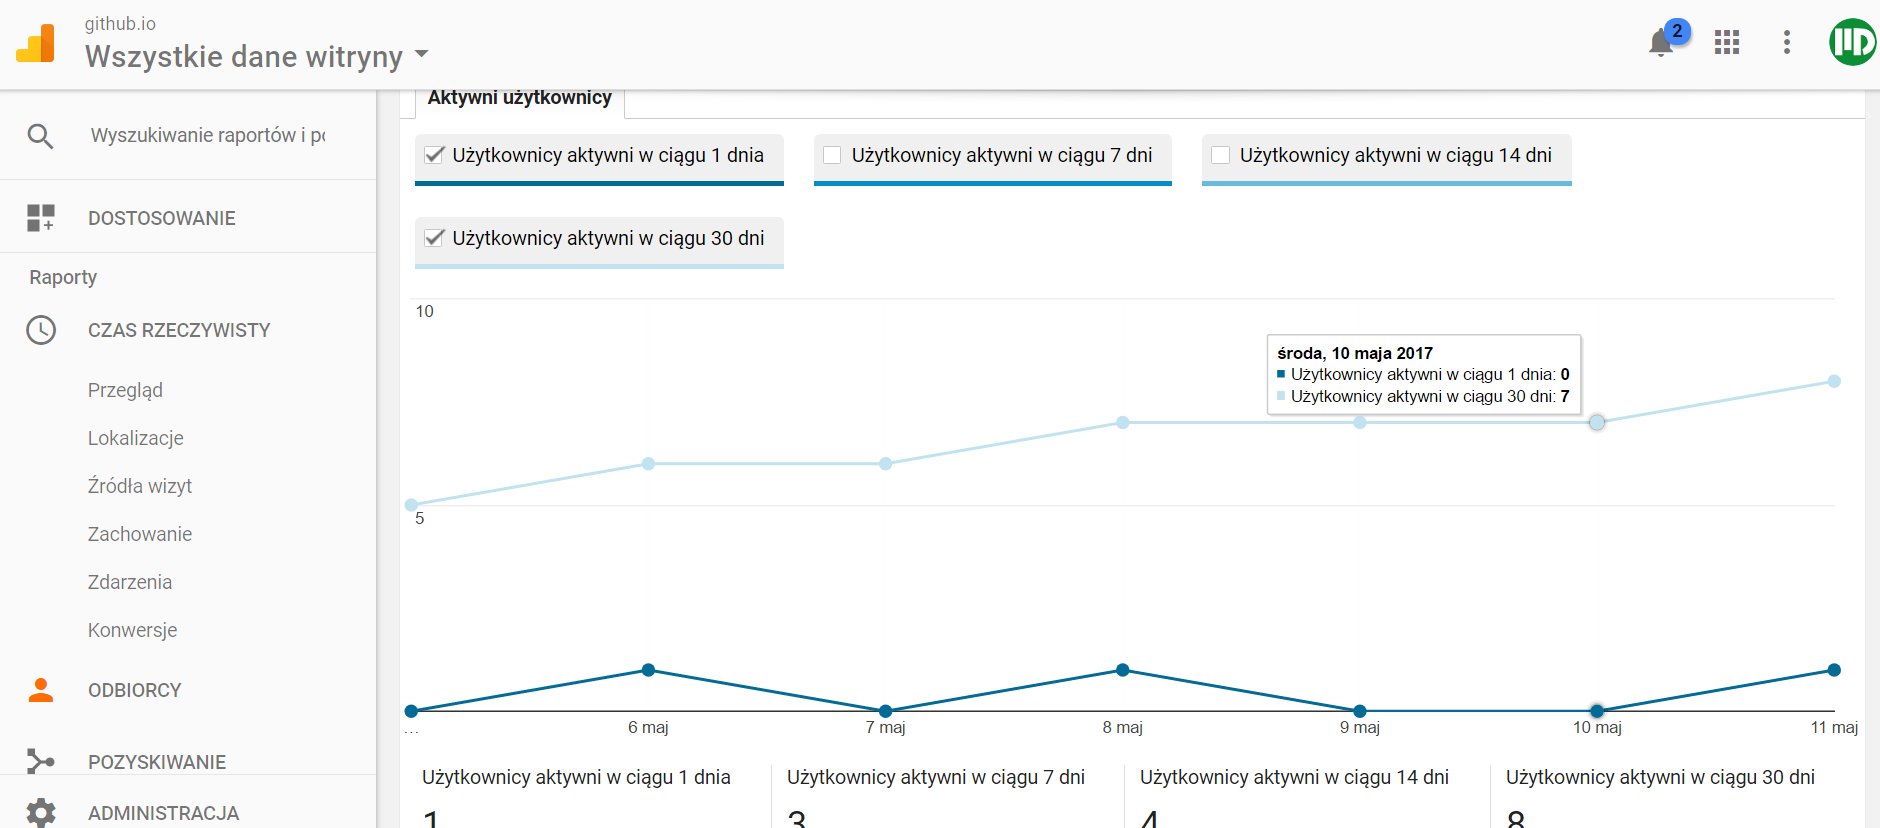 github.io
Wszystkie dane witryny
2
Wyszukiwanie raportów i po
DOSTOSOWANIE
Raporty
CZAS RZECZYWISTY
Przegląd
Lokalizacje
Źródła wizyt
Zachowanie
Zdarzenia
Konwersje
ODBIORCY
POZYSKIWANIE
ADMINISTRACJA
Aktywni użytkownicy
Użytkownicy aktywni w ciągu 1 dnia
Użytkownicy aktywni w ciągu 7 dni
Użytkownicy aktywni w ciągu 14 dni
Użytkownicy aktywni w ciągu 30 dni
10
środa, 10 maja 2017
Użytkownicy aktywni w ciągu 1 dnia: 0
Użytkownicy aktywni w ciągu 30 dni: 7
5
... 6 maj 7 maj 8 maj 9 maj 10 maj 11 maj
Użytkownicy aktywni w ciągu 1 dnia
1
Użytkownicy aktywni w ciągu 7 dni
3
Użytkownicy aktywni w ciągu 14 dni
4
Użytkownicy aktywni w ciągu 30 dni
8